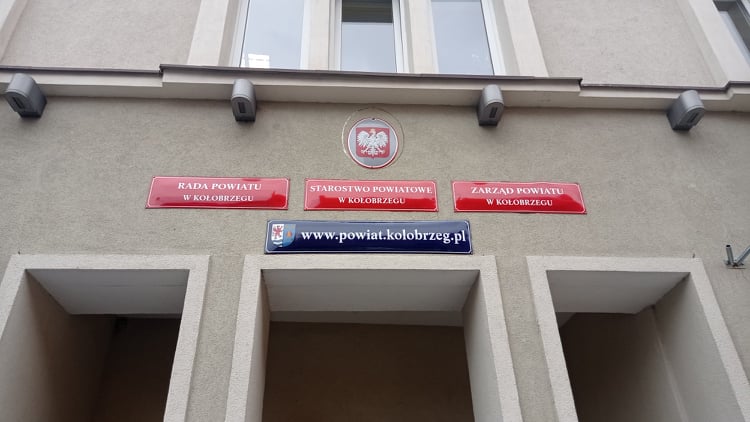 RADA POWIATU
W KOŁOBRZEGU
STAROSTWO POWIATOWE
W KOŁOBRZEGU
ZARZĄD POWIATU
W KOŁOBRZEGU
www.powiat.kolobrzeg.pl